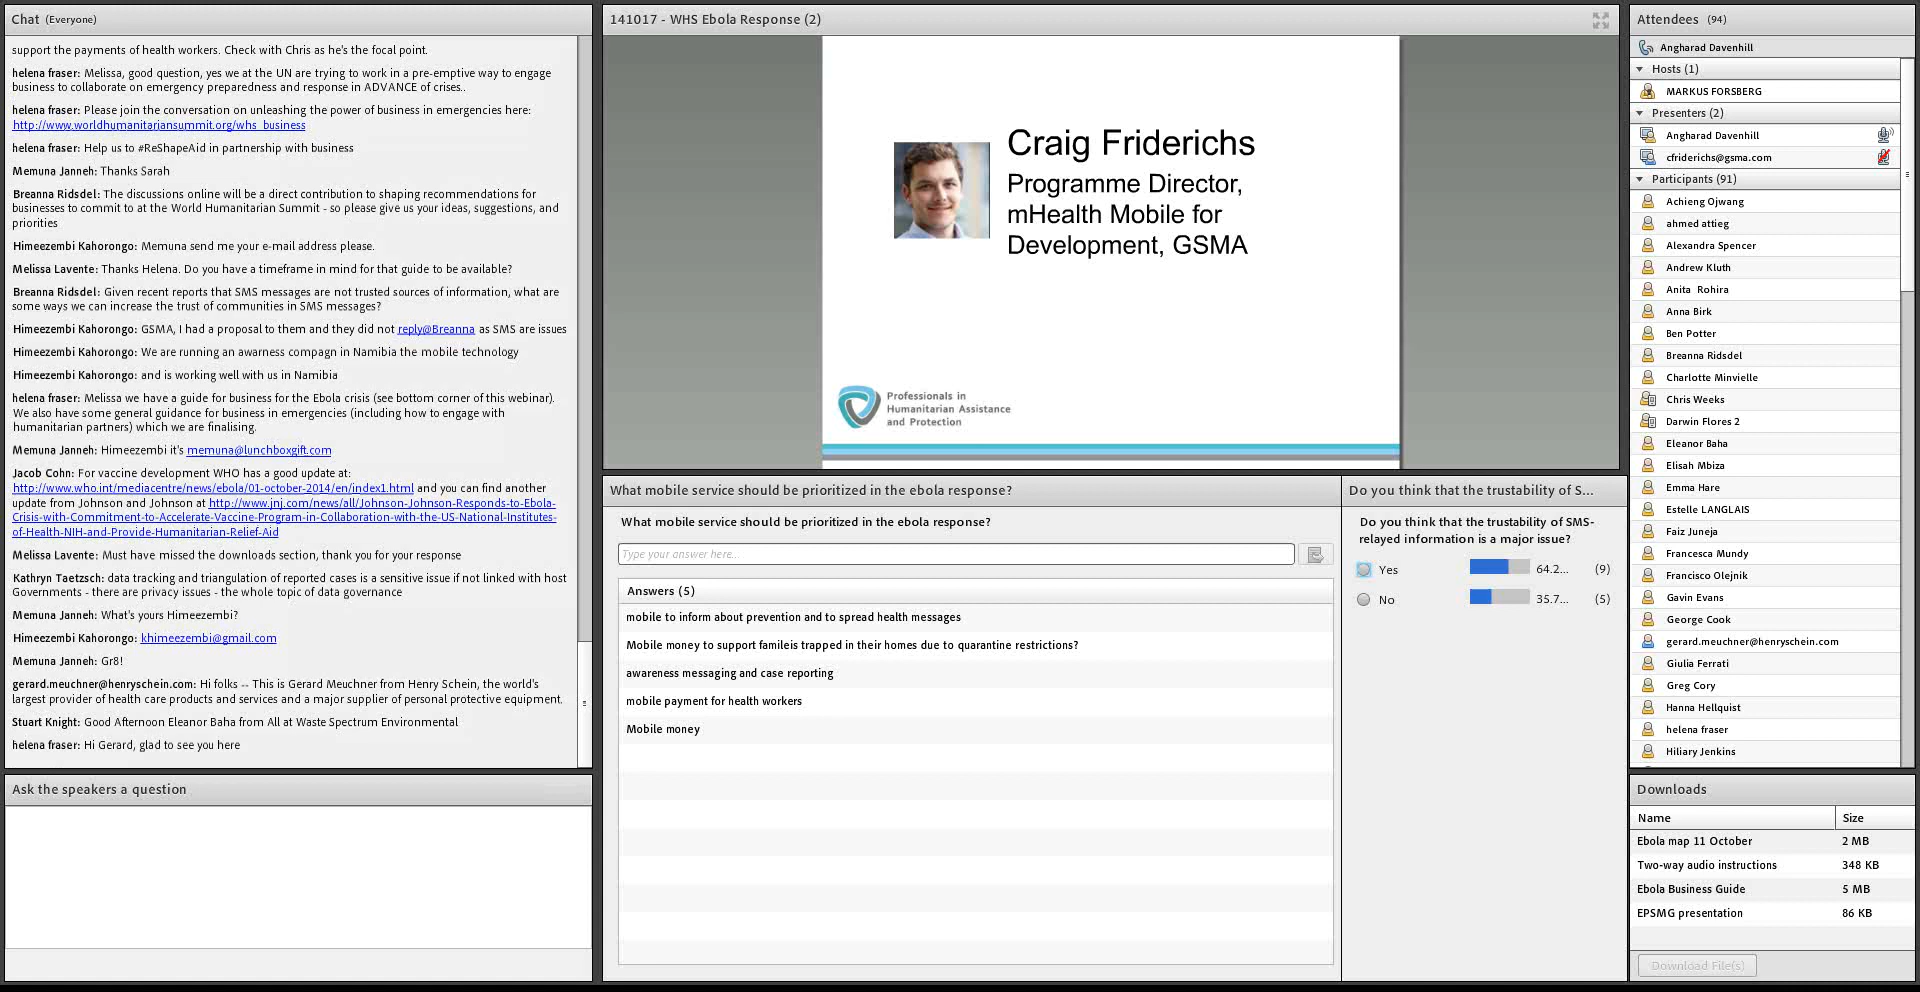 Chat (Everyone)
support the payments of health workers. Check with Chris as he's the focal point.
helena fraser: Melissa, good question, yes we at the UN are trying to work in a pre-emptive way to engage
business to collaborate on emergency preparedness and response in ADVANCE of crises..
helena fraser: Please join the conversation on unleashing the power of business in emergencies here:
http://www.worldhumanitariansummit.org/whs_business
helena fraser: Help us to #ReShapeAid in partnership with business
Memuna Janneh: Thanks Sarah
Breanna Ridsdel: The discussions online will be a direct contribution to shaping recommendations for
businesses to commit to at the World Humanitarian Summit - so please give us your ideas, suggestions, and
priorities
Himeezembi Kahorongo: Memuna send me your e-mail address please.
Melissa Lavente: Thanks Helena. Do you have a timeframe in mind for that guide to be available?
Breanna Ridsdel: Given recent reports that SMS messages are not trusted sources of information, what are
some ways we can increase the trust of communities in SMS messages?
Himeezembi Kahorongo: GSMA, I had a proposal to them and they did not reply@Breanna as SMS are issues
Himeezembi Kahorongo: We are running an awarness compagn in Namibia the mobile technology
Himeezembi Kahorongo: and is working well with us in Namibia
helena fraser: Melissa we have a guide for business for the Ebola crisis (see bottom corner of this webinar).
We also have some general guidance for business in emergencies (including how to engage with
humanitarian partners) which we are finalising.
Memuna Janneh: Himeezembi it's memuna@lunchboxgift.com
Jacob Cohn: For vaccine development WHO has a good update at:
http://www.who.int/mediacentre/news/ebola/01-october-2014/en/index1.html and you can find another
update from Johnson and Johnson at http://www.jnj.com/news/all/Johnson-Johnson-Responds-to-Ebola-
Crisis-with-Commitment-to-Accelerate-Vaccine-Program-in-Collaboration-with-the-US-National-Institutes-
of-Health-NIH-and-Provide-Humanitarian-Relief-Aid
Melissa Lavente: Must have missed the downloads section, thank you for your response
Kathryn Taetzsch: data tracking and triangulation of reported cases is a sensitive issue if not linked with host
Governments - there are privacy issues - the whole topic of data governance
Memuna Janneh: What's yours Himeezembi?
Himeezembi Kahorongo: khimeezembi@gmail.com
Memuna Janneh: Gr8!
gerard.meuchner@henryschein.com: Hi folks -- This is Gerard Meuchner from Henry Schein, the world's
largest provider of health care products and services and a major supplier of personal protective equipment.
Stuart Knight: Good Afternoon Eleanor Baha from All at Waste Spectrum Environmental
helena fraser: Hi Gerard, glad to see you here
Ask the speakers a question
141017 - WHS Ebola Response (2)
Craig Friderichs
Programme Director,
mHealth Mobile for
Development, GSMA
Professionals in
Humanitarian Assistance
and Protection
What mobile service should be prioritized in the ebola response?
What mobile service should be prioritized in the ebola response?
Type your answer here...
Answers (5)
mobile to inform about prevention and to spread health messages
Mobile money to support famileis trapped in their homes due to quarantine restrictions?
awareness messaging and case reporting
mobile payment for health workers
Mobile money
Do you think that the trustability of S...
Do you think that the trustability of SMS-
relayed information is a major issue?
Yes 64.2... (9)
No 35.7... (5)
Attendees (94)
Angharad Davenhill
Hosts (1)
MARKUS FORSBERG
Presenters (2)
Angharad Davenhill
cfriderichs@gsma.com
Participants (91)
Achieng Ojwang
ahmed attieg
Alexandra Spencer
Andrew Kluth
Anita Rohira
Anna Birk
Ben Potter
Breanna Ridsdel
Charlotte Minvielle
Chris Weeks
Darwin Flores 2
Eleanor Baha
Elisah Mbiza
Emma Hare
Estelle LANGLAIS
Faiz Juneja
Francesca Mundy
Francisco Olejnik
Gavin Evans
George Cook
gerard.meuchner@henryschein.com
Giulia Ferrati
Greg Cory
Hanna Hellquist
helena fraser
Hiliary Jenkins
Downloads
Name Size
Ebola map 11 October 2 MB
Two-way audio instructions 348 KB
Ebola Business Guide 5 MB
EPSMG presentation 86 KB
Download File(s)